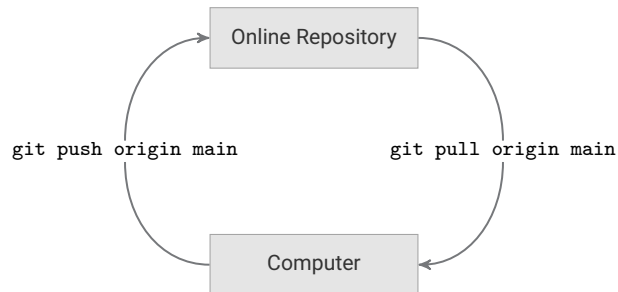 Online Repository
git push origin main
git pull origin main
Computer